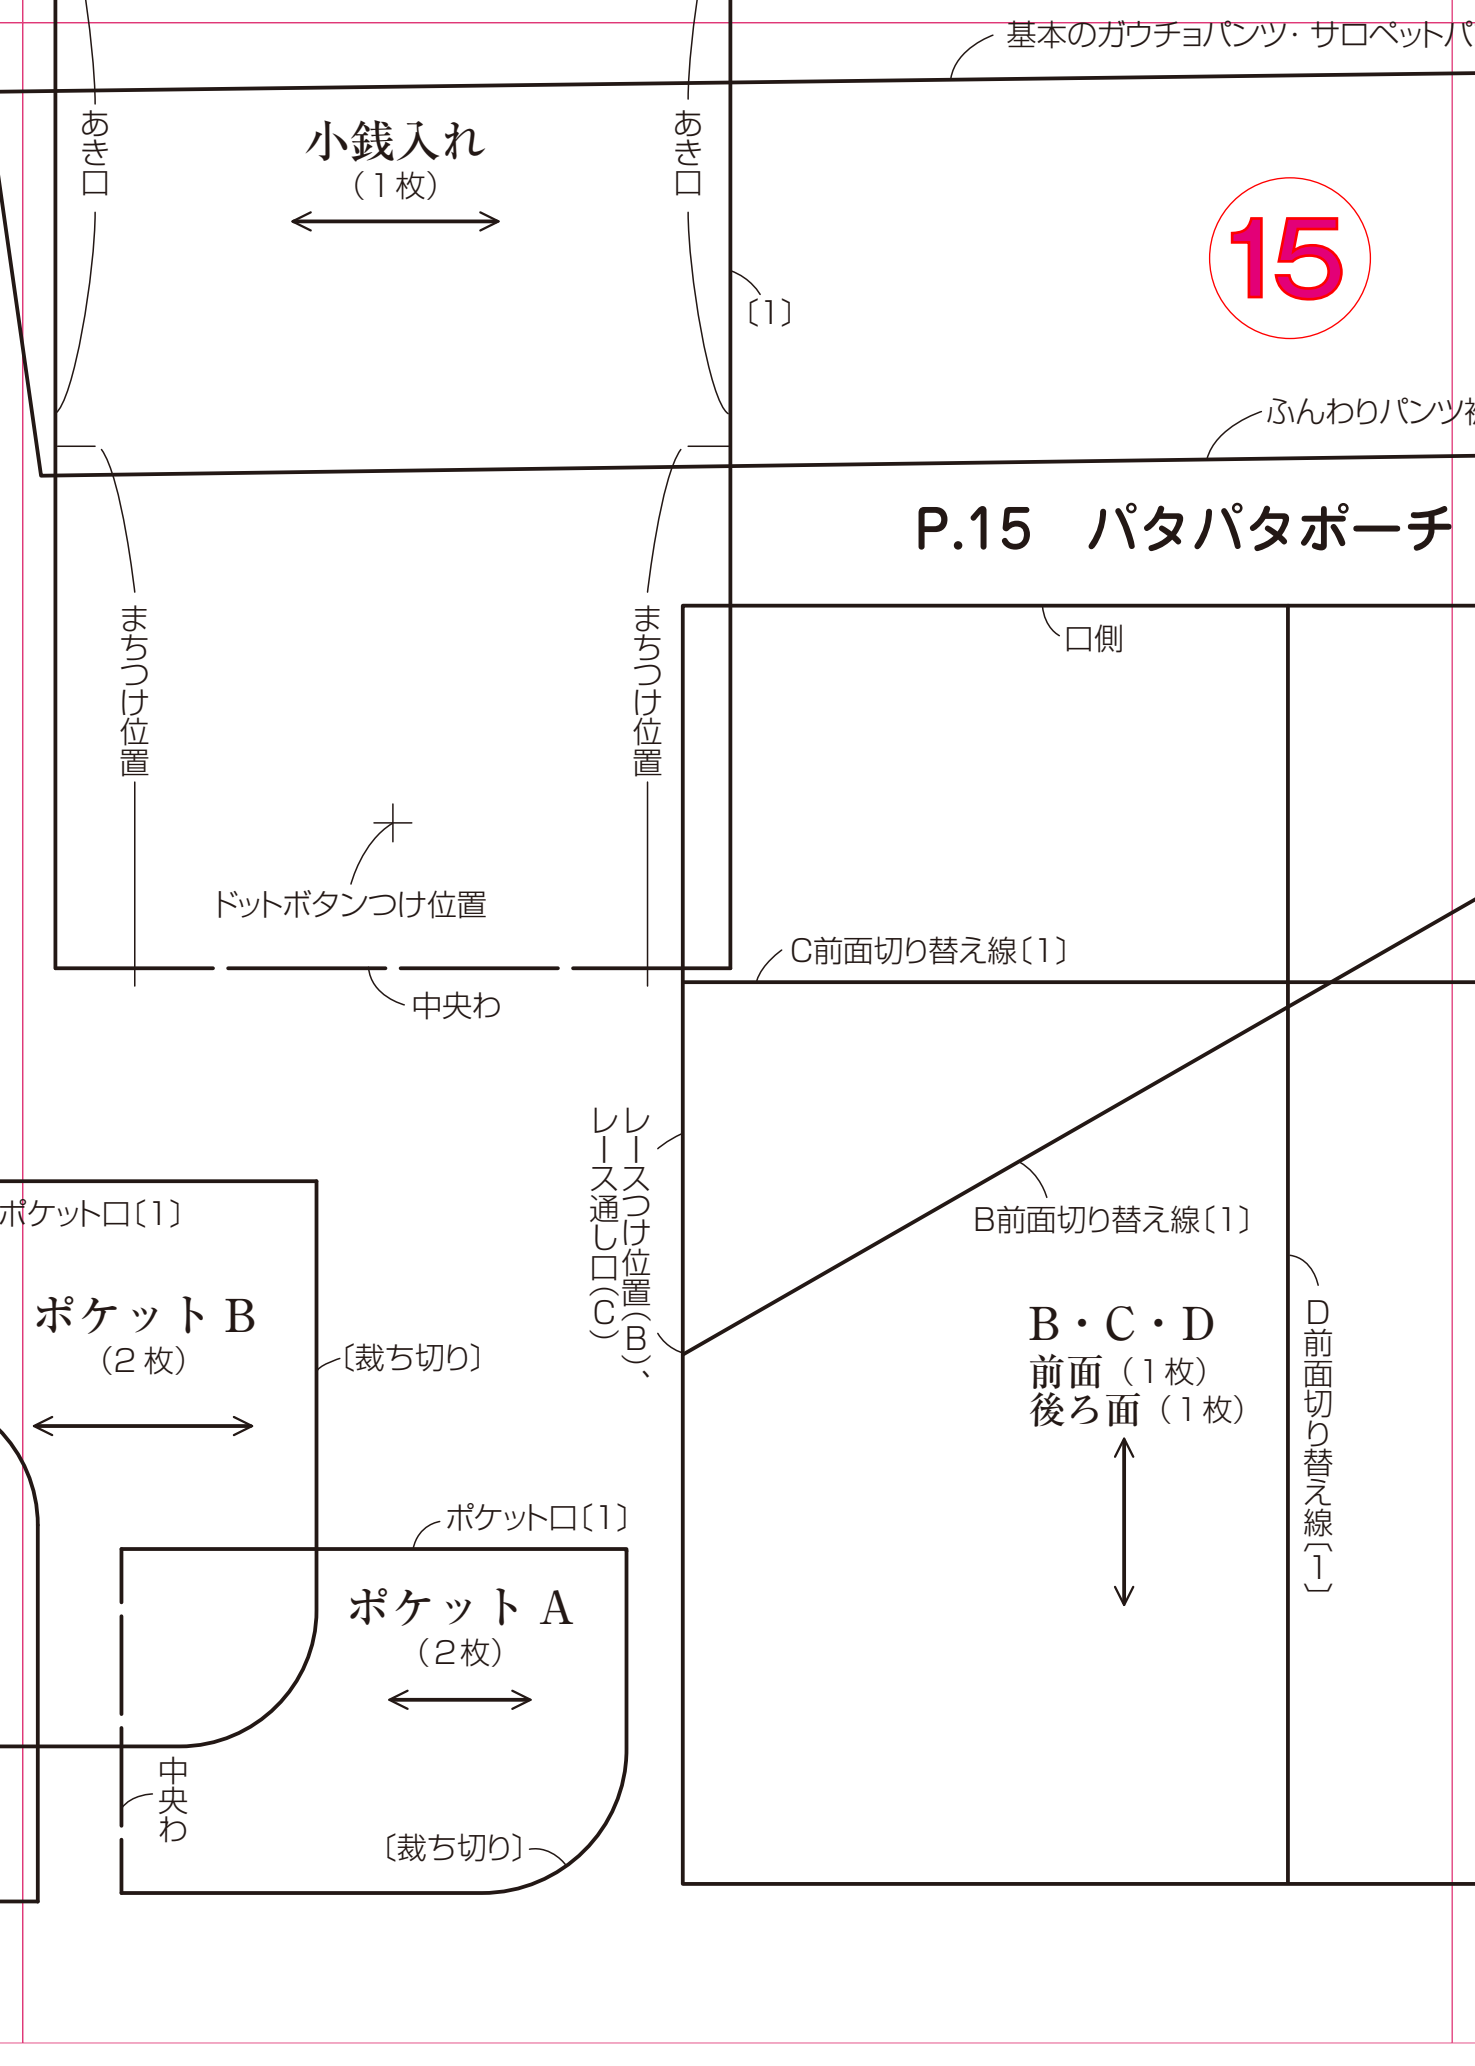 基本のガウチョパンツ・サロペットパ
あき口
小銭入れ
（1枚）
あき口
15
〔1〕
ふんわりパンツ
P.15　パタパタポーチ
まちつけ位置
まちつけ位置
口側
ドットボタンつけ位置
中央わ
C前面切り替え線〔1〕
レースつけ位置（B）、
レース通し口（C）
B前面切り替え線〔1〕
ポケット口〔1〕
ポケット B
（2枚）
〔裁ち切り〕
B・C・D
前面（1枚）
後ろ面（1枚）
D前面切り替え線〔1〕
ポケット口〔1〕
ポケット A
（2枚）
中央わ
〔裁ち切り〕